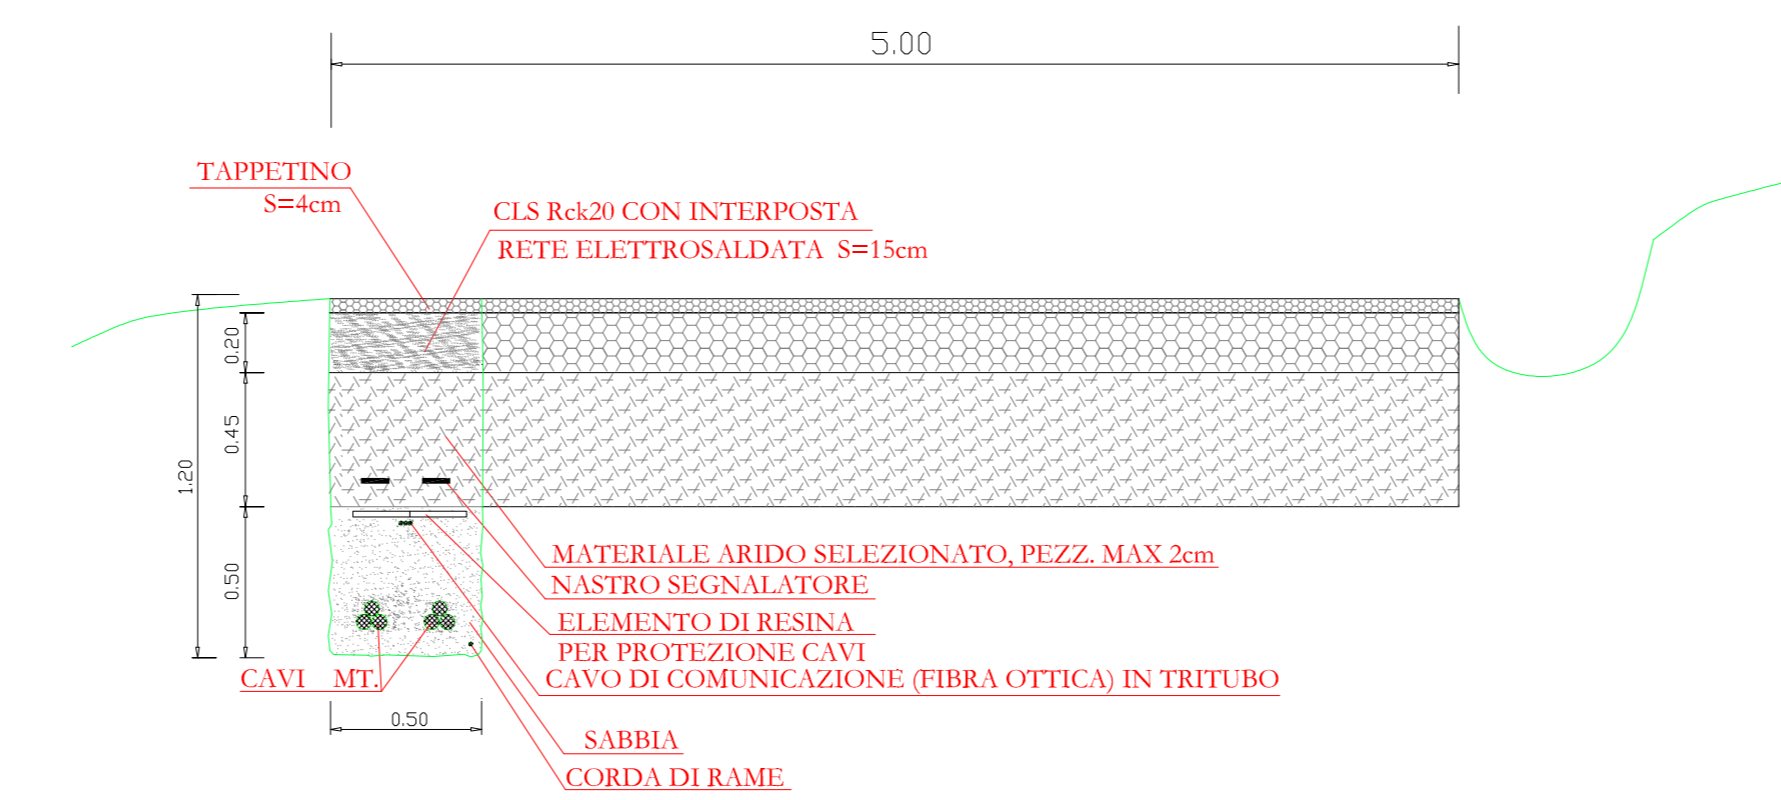 5.00
TAPPETINO
S=4cm
CLS Rck20 CON INTERPOSTA
RETE ELETTROSALDATA S=15cm
0.20
0.45
1.20
0.50
MATERIALE ARIDO SELEZIONATO, PEZZ. MAX 2cm
NASTRO SEGNALATORE
ELEMENTO DI RESINA
PER PROTEZIONE CAVI
CAVI MT.
CAVO DI COMUNICAZIONE (FIBRA OTTICA) IN TRITUBO
0.50
SABBIA
CORDA DI RAME